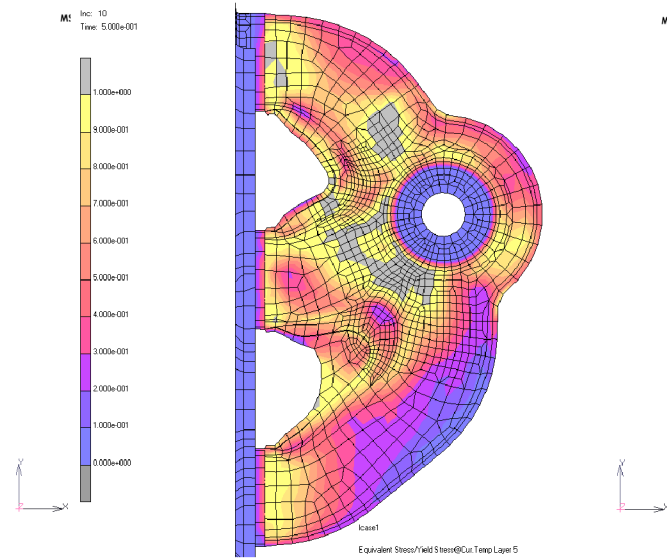 Inc: 10
Time: 5.000e-001
1.000e+000
9.000e-001
8.000e-001
7.000e-001
6.000e-001
5.000e-001
4.000e-001
3.000e-001
2.000e-001
1.000e-001
0.000e+000
Y
X
Y
lcase1
Equivalent Stress/Yield Stress@Cur. Temp Layer 5